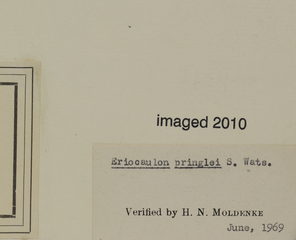 imaged 2010
Eriocaulon pringlei S. Wats.
Verified by H. N. MOLDENKE
June, 1969